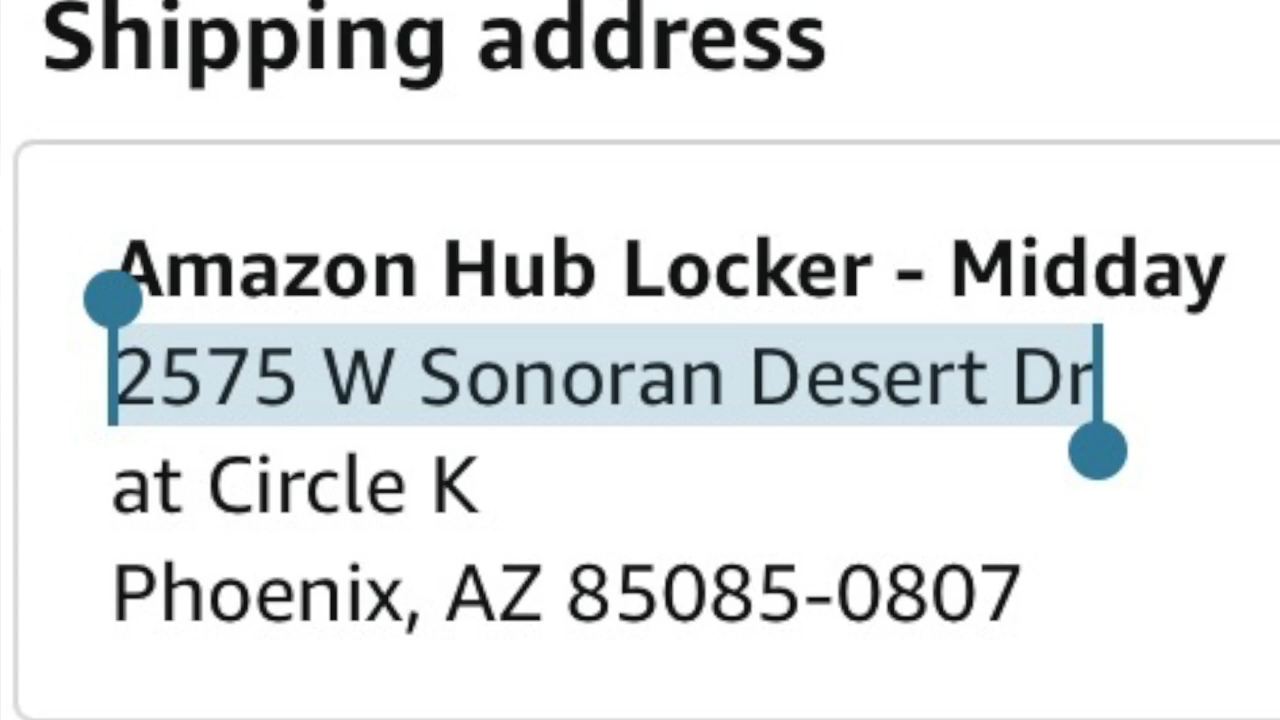 Shipping address
Amazon Hub Locker - Midday
2575 W Sonoran Desert Dr
at Circle K
Phoenix, AZ 85085-0807